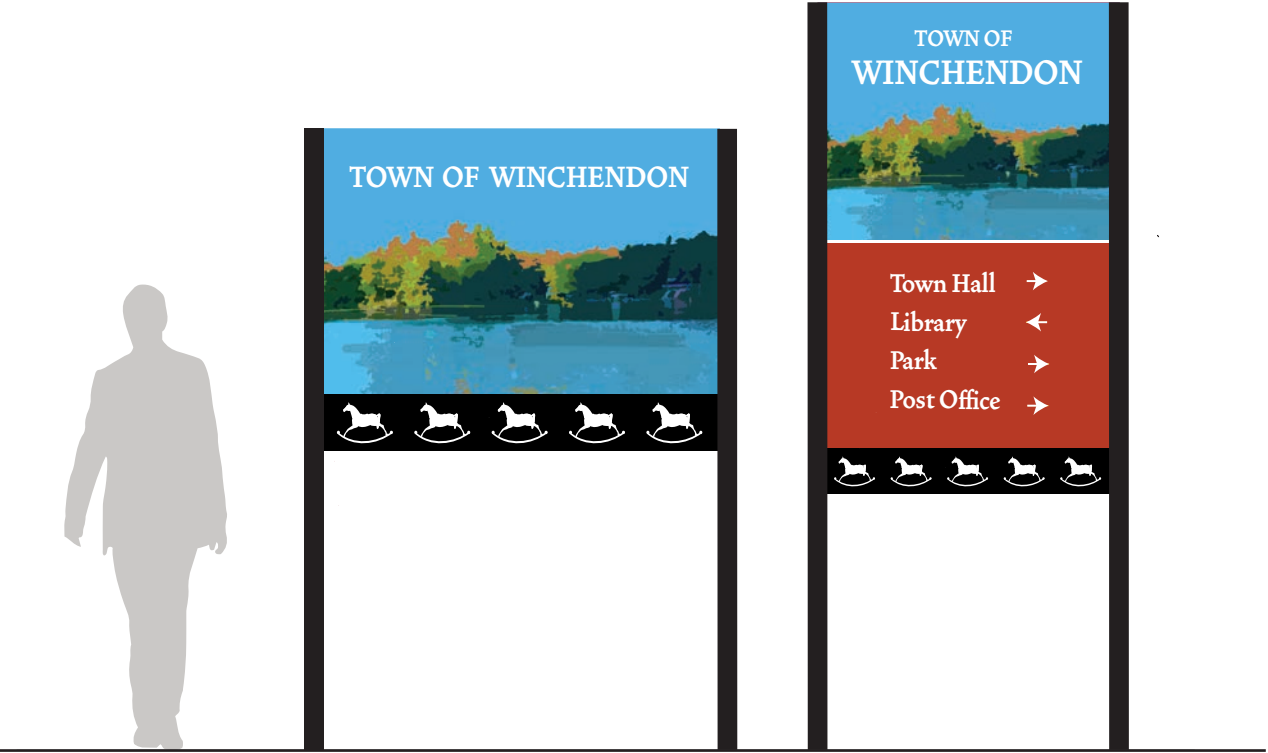 TOWN OF WINCHENDON
TOWN OF
WINCHENDON
Town Hall →
Library ←
Park →
Post Office →